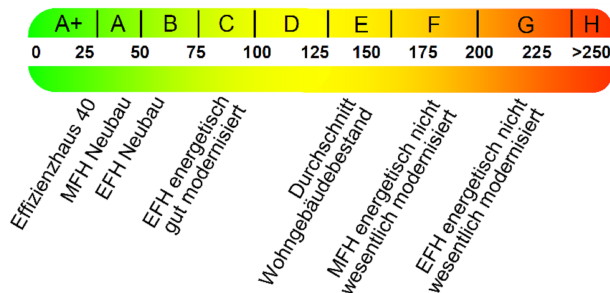 A+ A B C D E F G H
0 25 50 75 100 125 150 175 200 225 >250
Effizienzhaus 40
MFH Neubau
EFH Neubau
EFH energetisch
gut modernisiert
Durchschnitt
Wohngebäudebestand
MFH energetisch nicht
wesentlich modernisiert
EFH energetisch nicht
wesentlich modernisiert